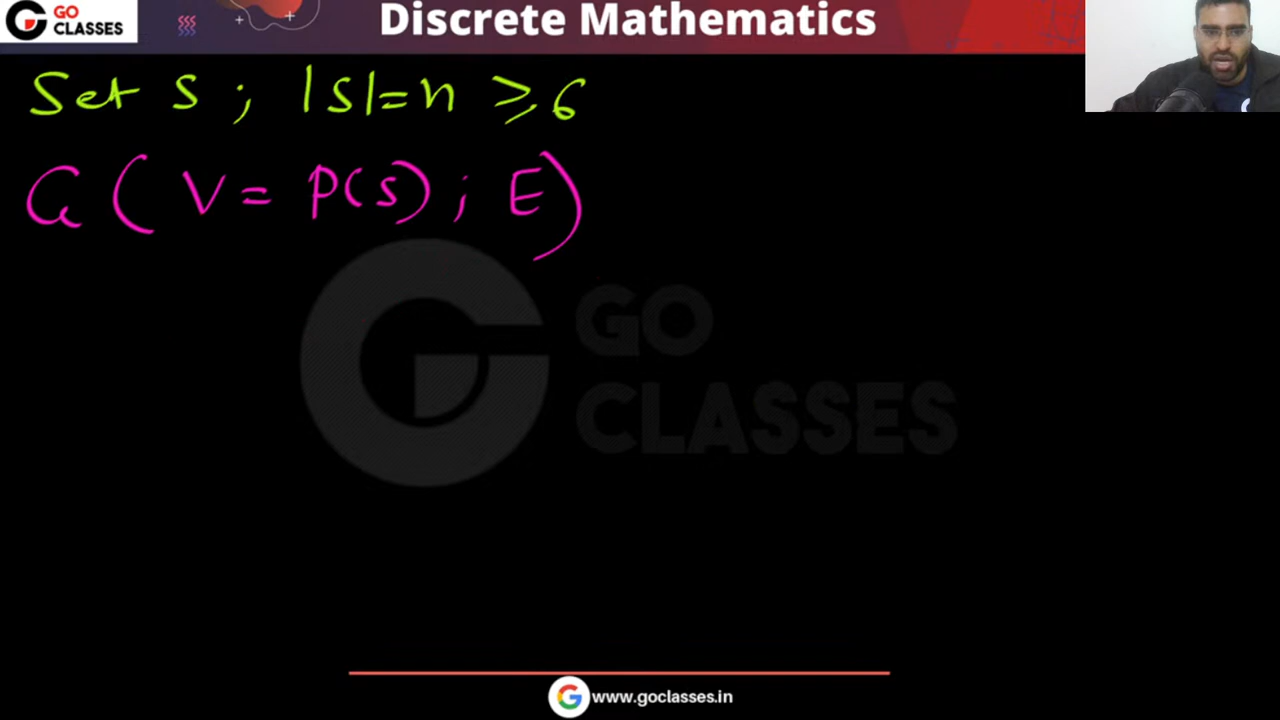 GO
CLASSES
Discrete Mathematics
Set S ; |S|=n ≥6
G ( V = P(S) ; E )
GO
CLASSES
www.goclasses.in